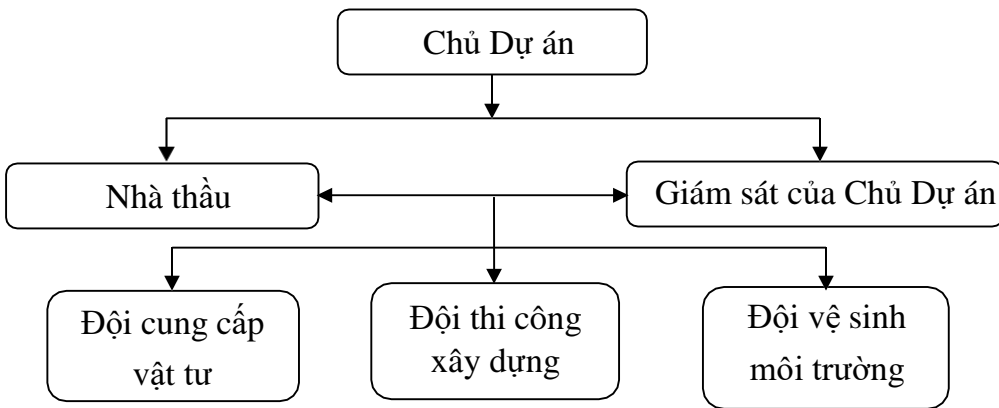 Chủ Dự án
Nhà thầu
Giám sát của Chủ Dự án
Đội cung cấp
vật tư
Đội thi công
xây dựng
Đội vệ sinh
môi trường